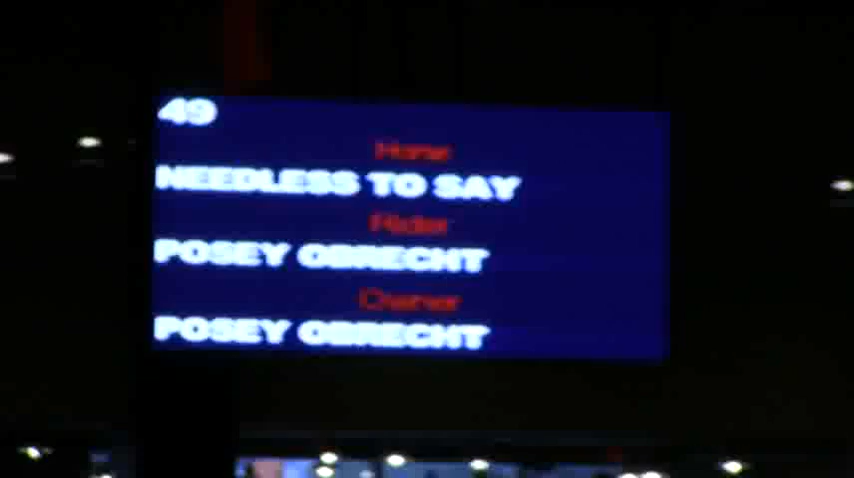 49
Horse
NEEDLESS TO SAY
Rider
POSEY OBRECHT
Owner
POSEY OBRECHT